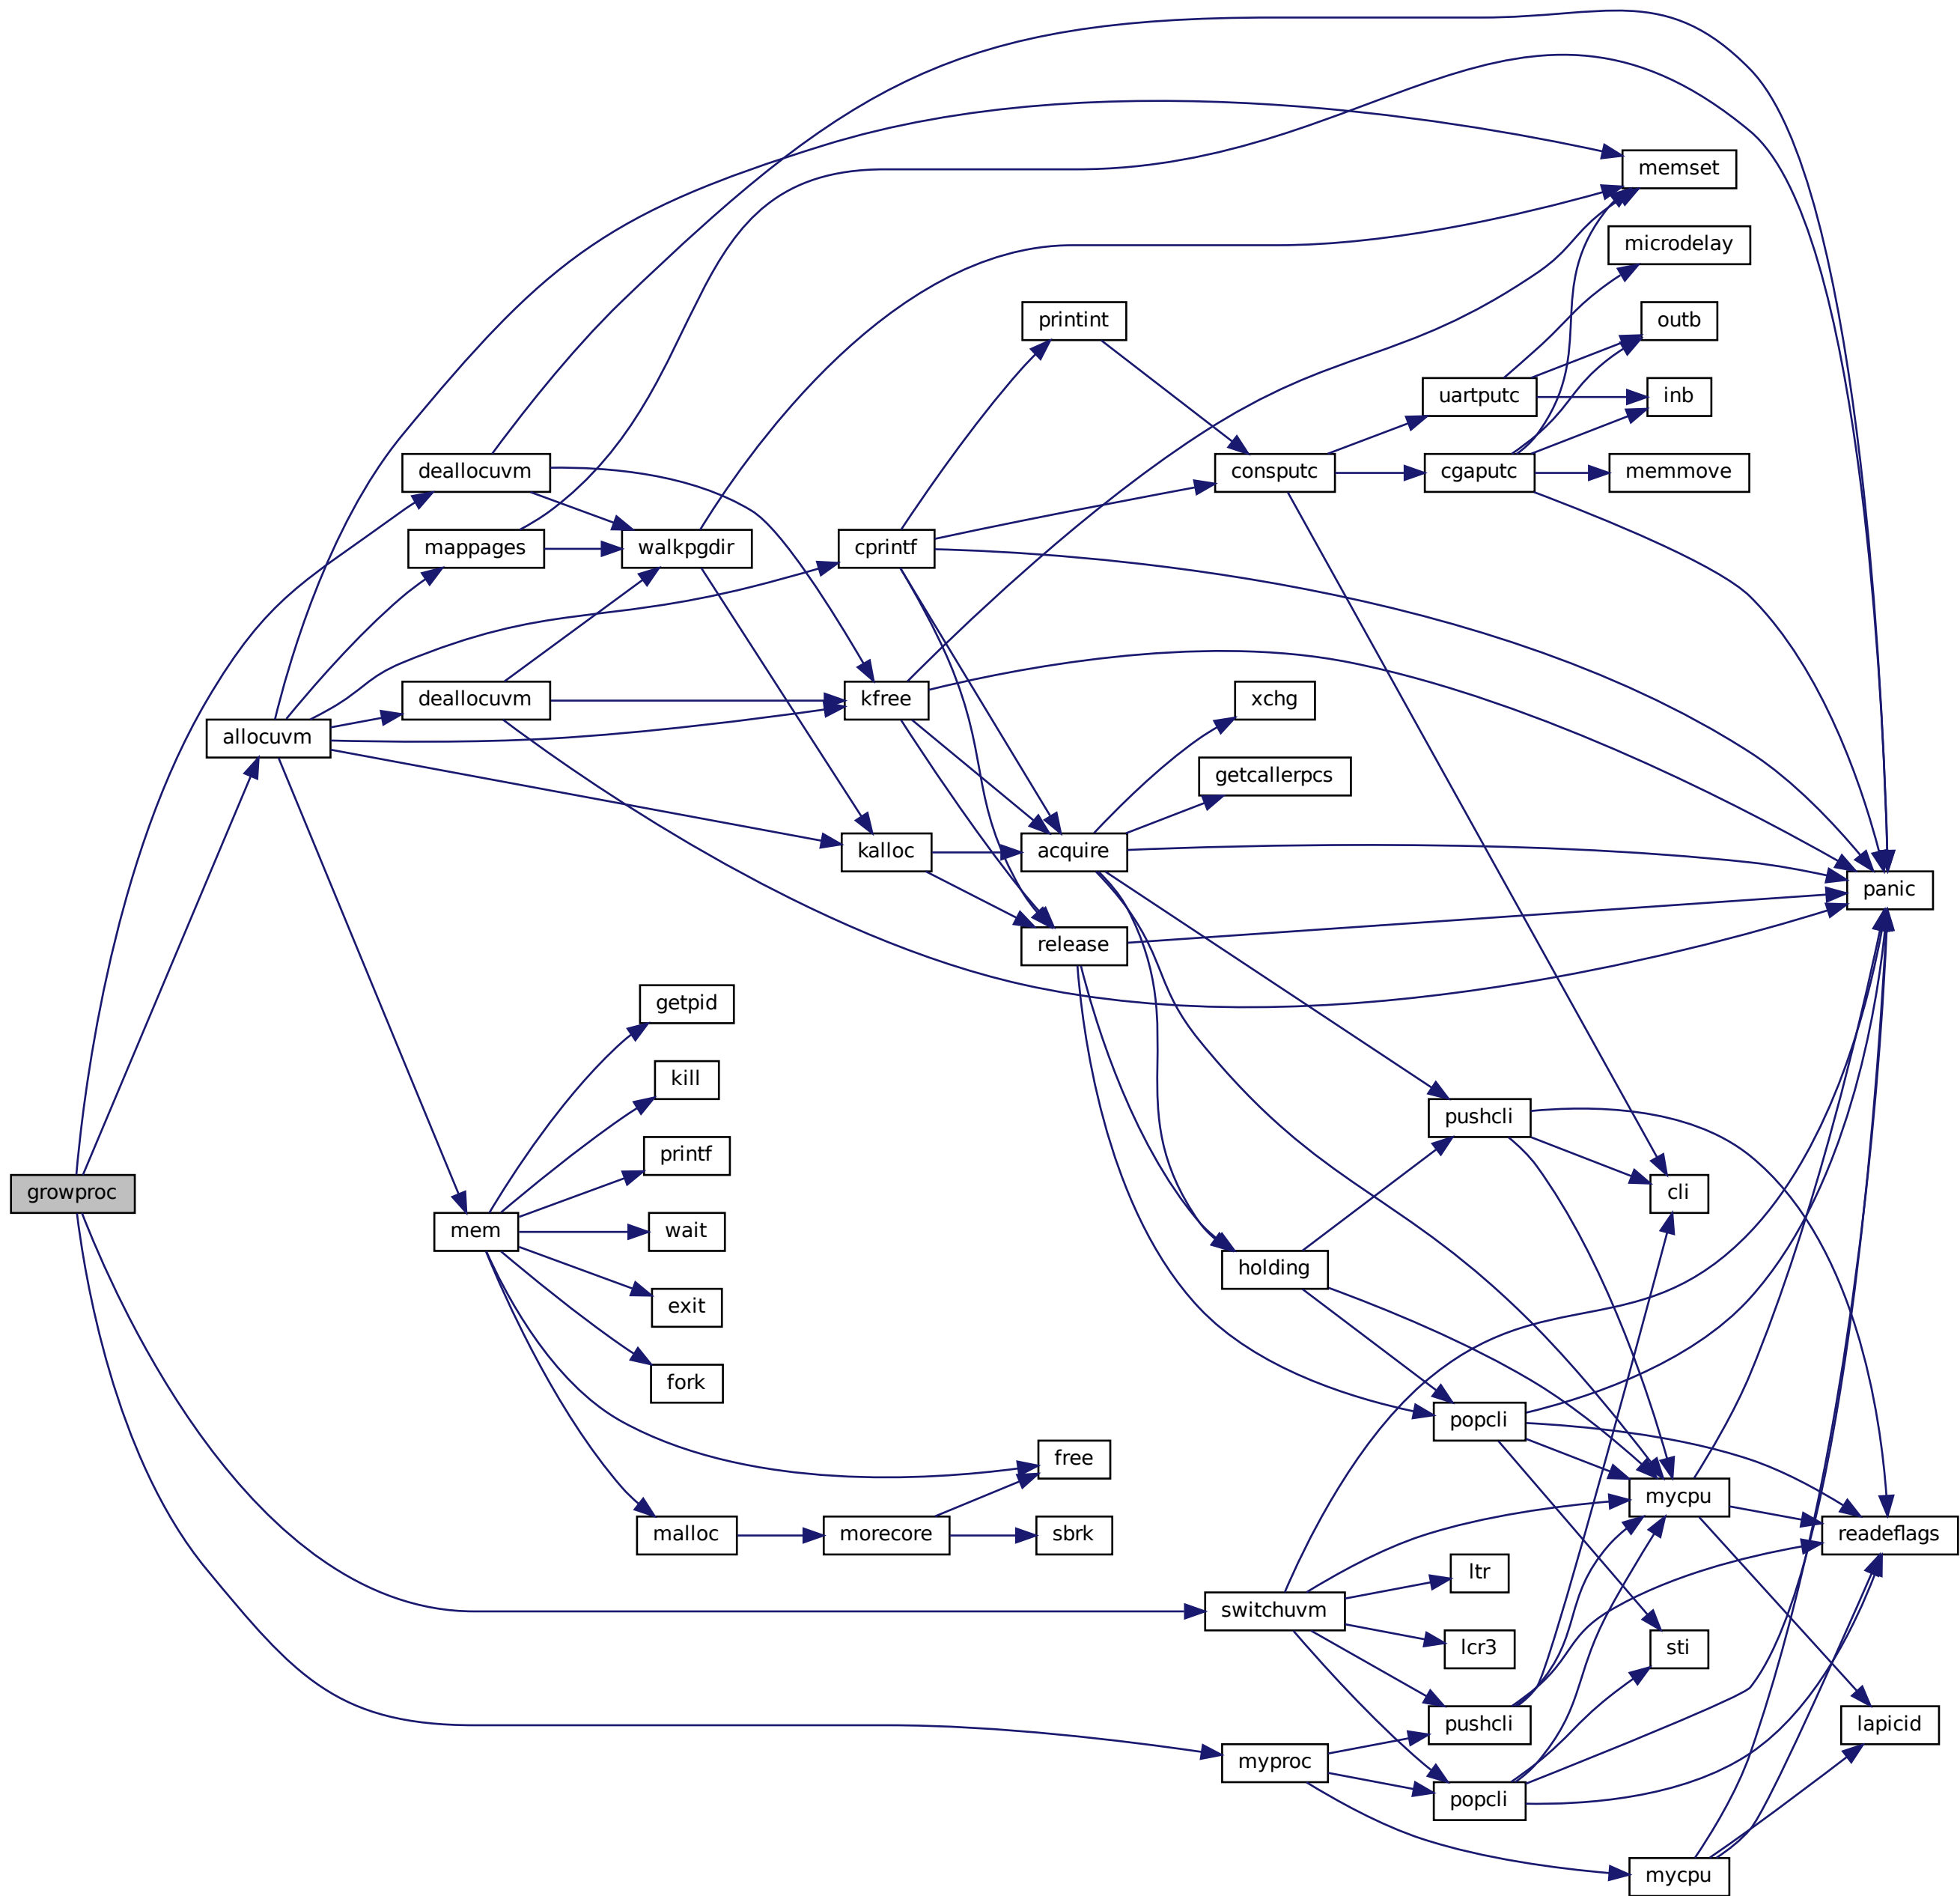 memset
microdelay
printint
outb
uartputc
inb
deallocuvm
consputc
cgaputc
memmove
mappages
walkpgdir
cprintf
deallocuvm
kfree
xchg
allocuvm
getcallerpcs
kalloc
acquire
panic
release
getpid
kill
pushcli
printf
growproc
cli
mem
wait
holding
exit
fork
popcli
free
mycpu
malloc
morecore
sbrk
readeflags
ltr
switchuvm
lcr3
sti
pushcli
lapicid
myproc
popcli
mycpu